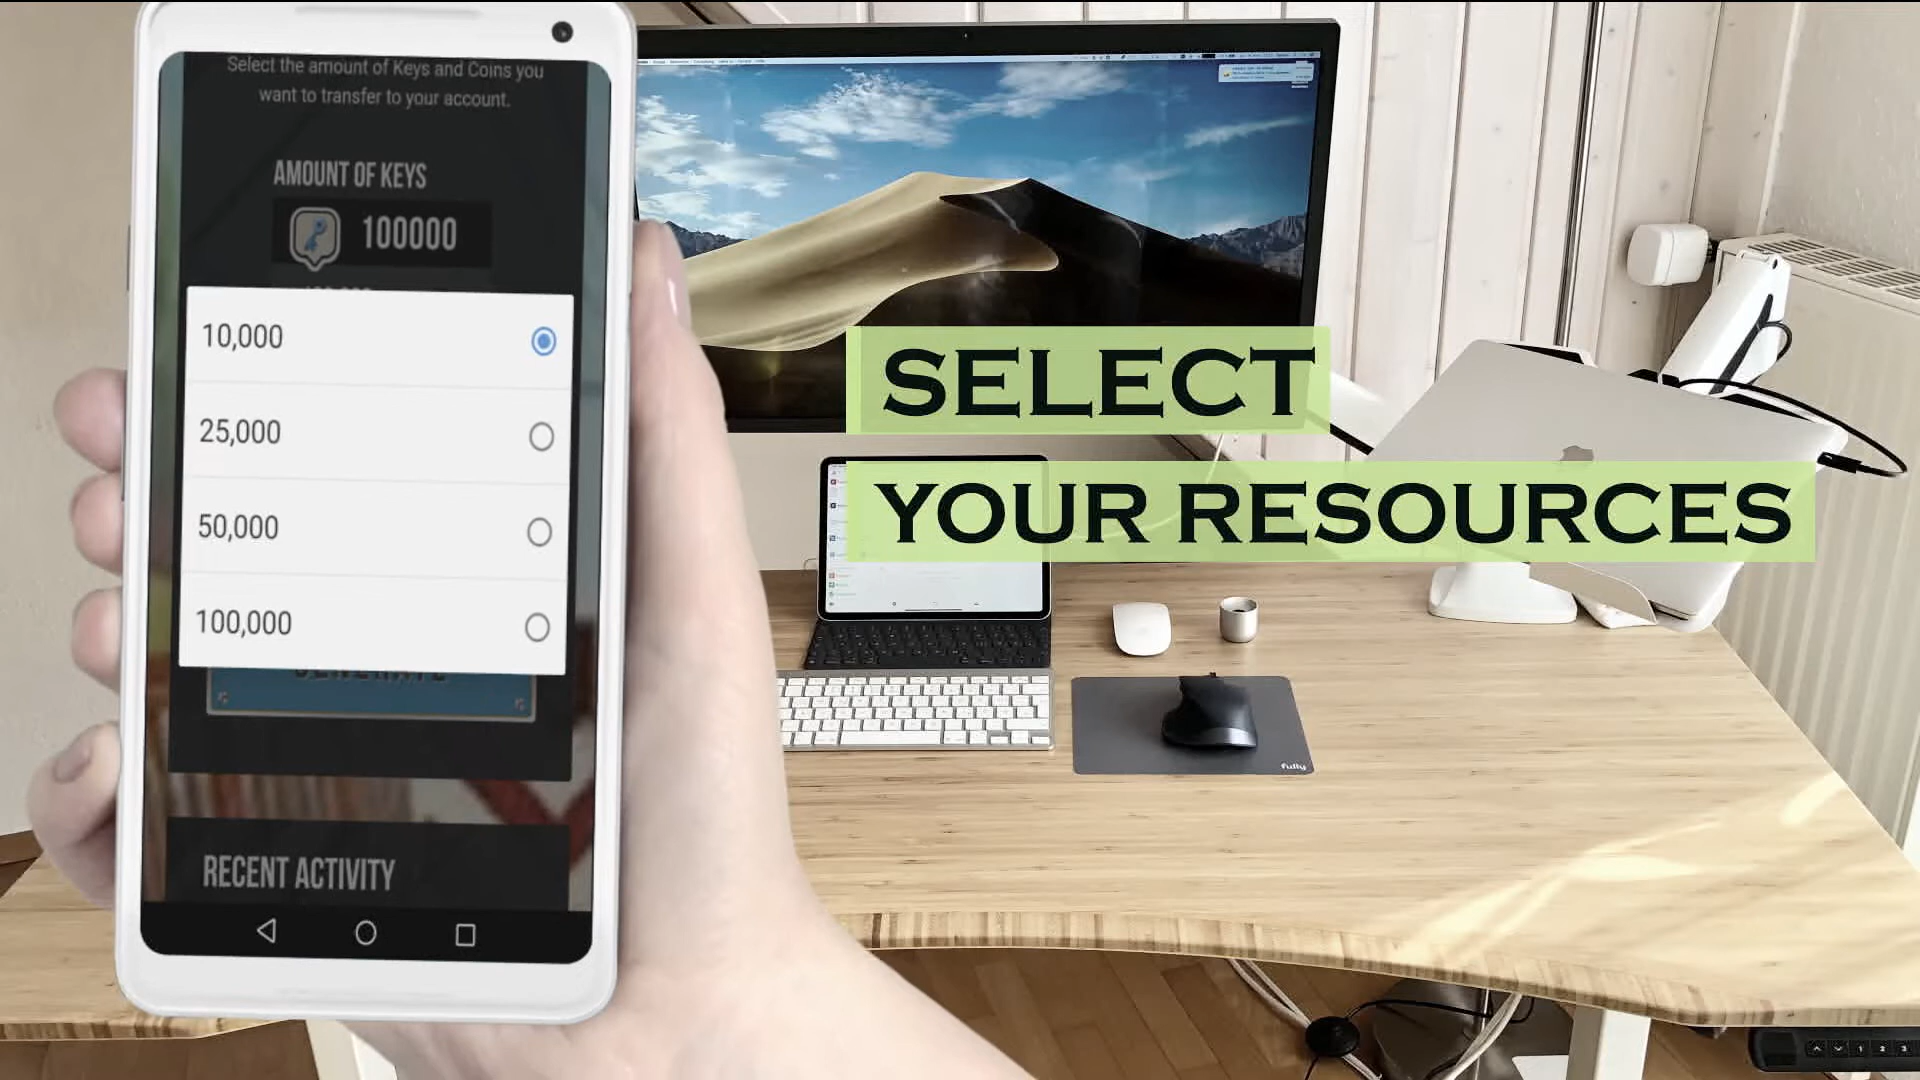 Select the amount of Keys and Coins you
want to transfer to your account.
AMOUNT OF KEYS
100000
10,000
25,000
50,000
100,000
GENERATE
RECENT ACTIVITY
SELECT
YOUR RESOURCES
fully